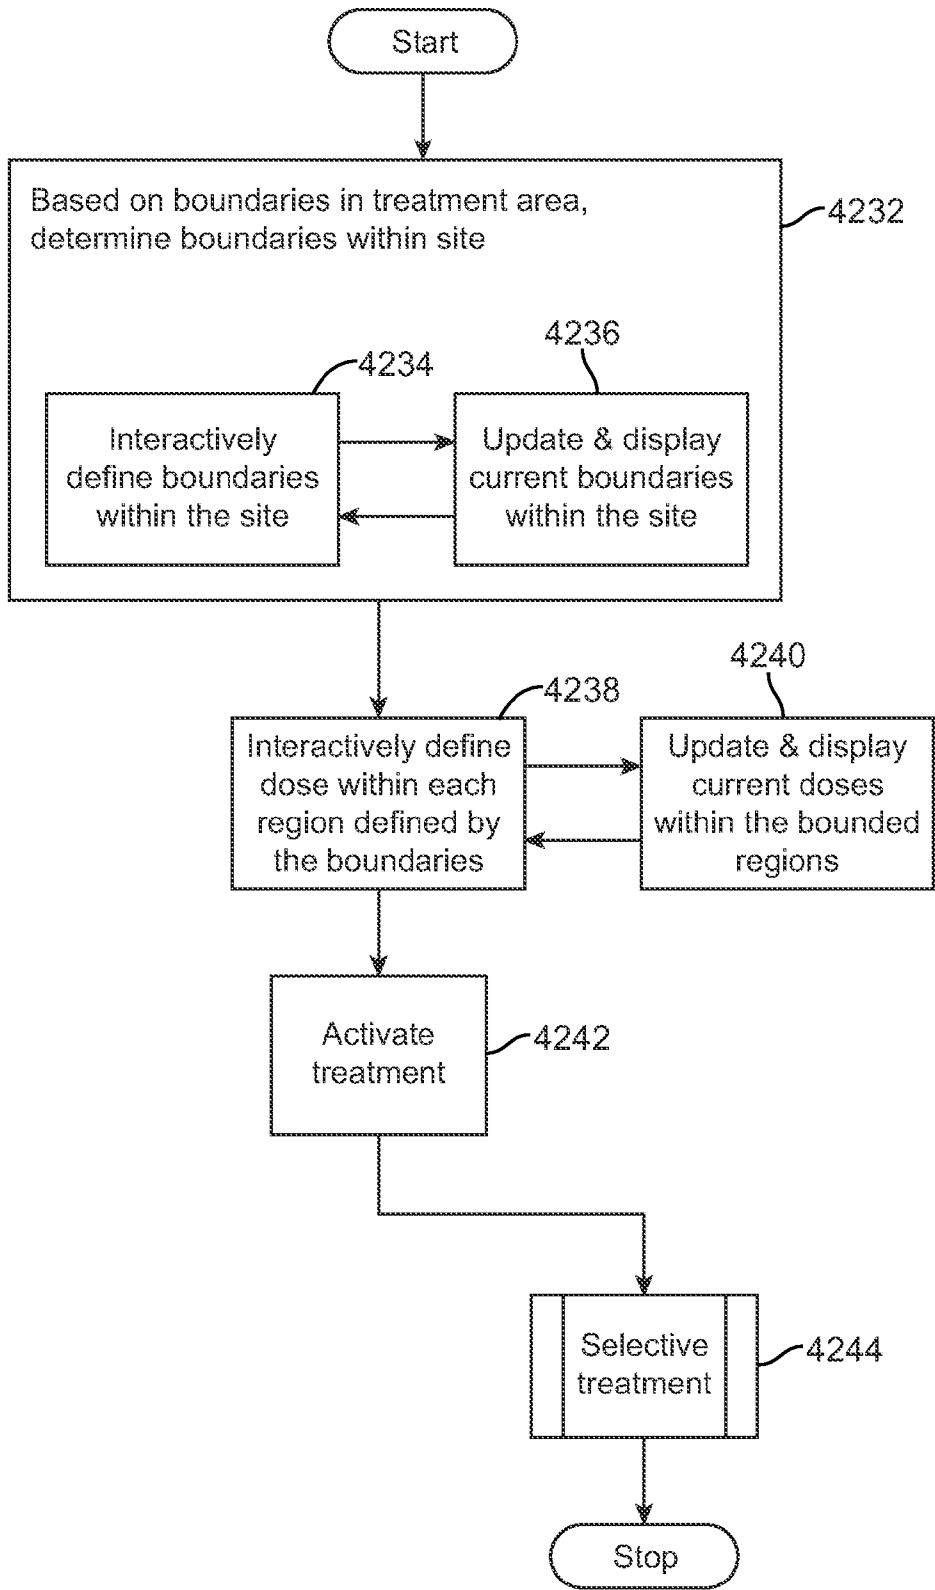 Start
Based on boundaries in treatment area,
determine boundaries within site
4232
4234
4236
Interactively
define boundaries
within the site
Update & display
current boundaries
within the site
4238
4240
Interactively define
dose within each
region defined by
the boundaries
Update & display
current doses
within the bounded
regions
Activate
treatment
4242
Selective
treatment
4244
Stop